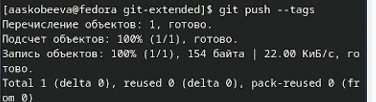 [aaskobeeva@fedora git-extended]$ git push --tags
Перечисление объектов: 1, готово.
Подсчет объектов: 100% (1/1), готово.
Запись объектов: 100% (1/1), 154 байта | 22.00 КиБ/с, го
тово.
Total 1 (delta 0), reused 0 (delta 0), pack-reused 0 (fr
om 0)